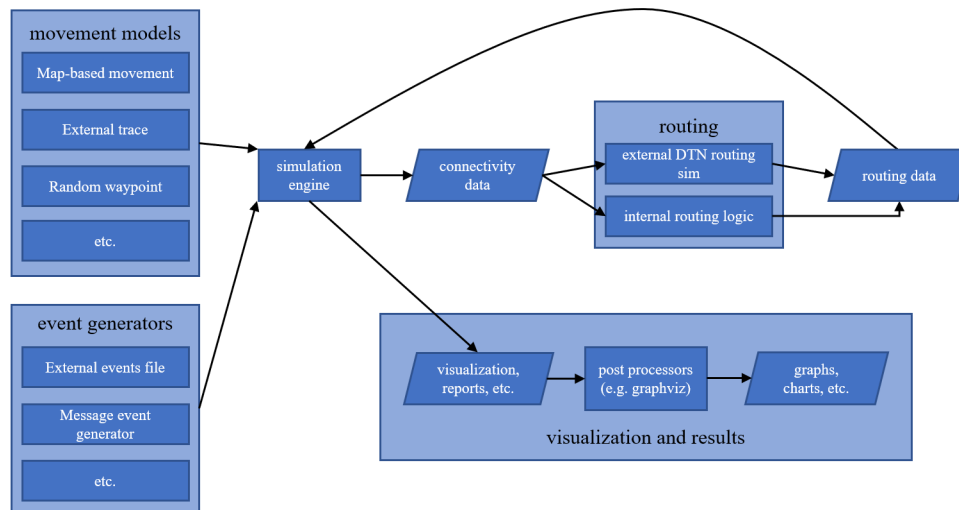 movement models
Map-based movement
External trace
Random waypoint
etc.
event generators
External events file
Message event
generator
etc.
simulation
engine
connectivity
data
routing
external DTN routing
sim
internal routing logic
routing data
visualization,
reports, etc.
post processors
(e.g. graphviz)
graphs,
charts, etc.
visualization and results